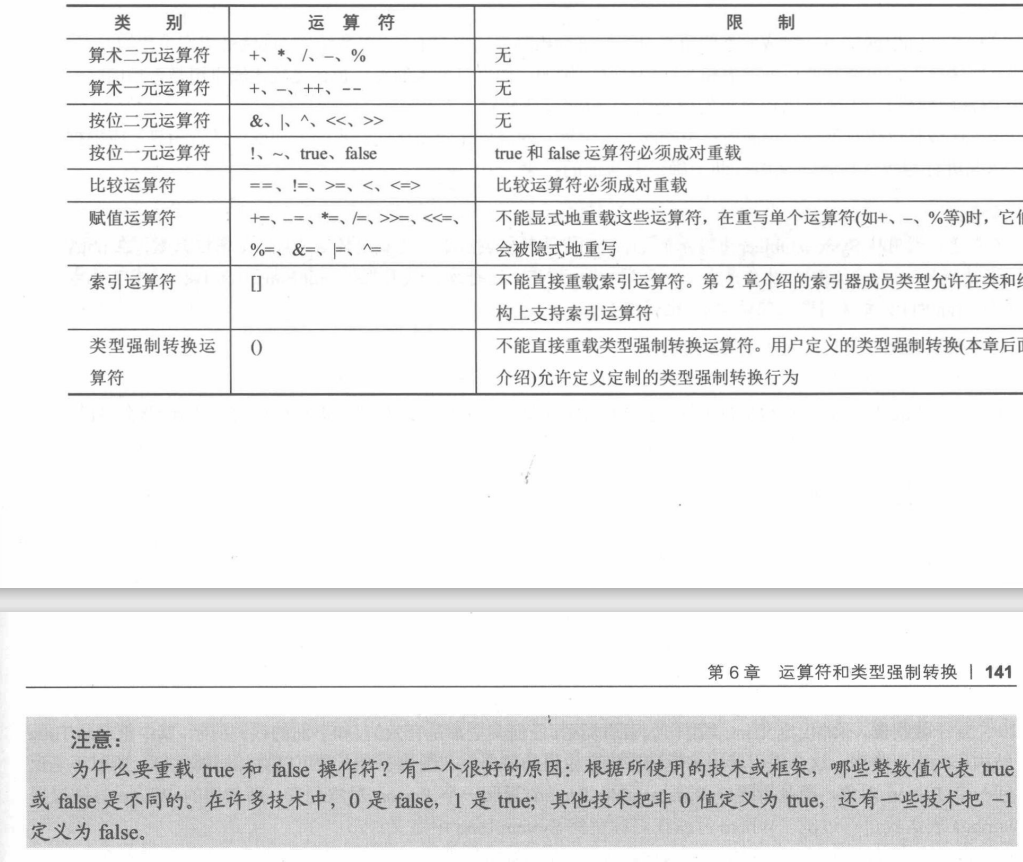 类 别 运 算 符 限 制
算术二元运算符 +、*、/、–、% 无
算术一元运算符 +、–、++、-- 无
按位二元运算符 &、|、^、<<、>> 无
按位一元运算符 !、~、true、false true 和 false 运算符必须成对重载
比较运算符 ==、!=、>=、<、<=> 比较运算符必须成对重载
赋值运算符 +=、–=、*=、/=、>>=、<<=、 不能显式地重载这些运算符，在重写单个运算符(如+、–、%等)时，它
%=、&=、|=、^= 会被隐式地重写
索引运算符 [] 不能直接重载索引运算符。第 2 章介绍的索引器成员类型允许在类和
构上支持索引运算符
类型强制转换运 () 不能直接重载类型强制转换运算符。用户定义的类型强制转换(本章后
算符 介绍)允许定义定制的类型强制转换行为
第 6 章 运算符和类型强制转换 | 141
注意：
为什么要重载 true 和 false 操作符？有一个很好的原因：根据所使用的技术或框架，哪些整数值代表 true
或 false 是不同的。在许多技术中，0 是 false，1 是 true；其他技术把非 0 值定义为 true，还有一些技术把 –1
定义为 false。